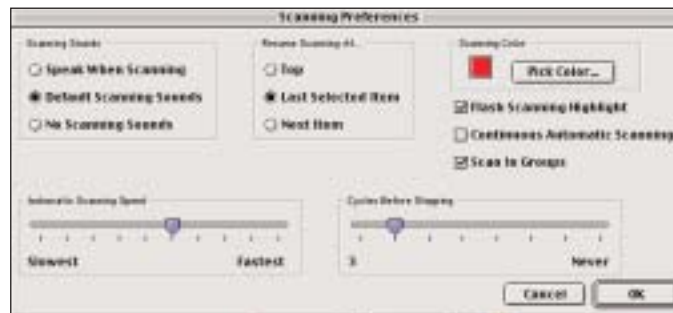 Scanning Preferences
Scanning Sounds
Speak When Scanning
Default Scanning Sounds
No Scanning Sounds
Resume Scanning At...
Top
Last Selected Item
Next Item
Scanning Color
Pick Color...
Flash Scanning Highlight
Continuous Automatic Scanning
Scan In Groups
Automatic Scanning Speed
Slowest Fastest
Cycles Before Stopping
3 Never
Cancel OK